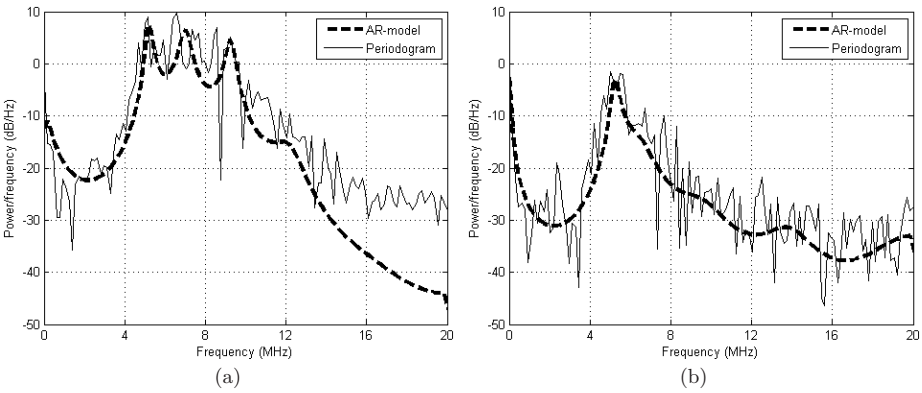 10
0
-10
-20
-30
-40
-50
0 4 8 12 16 20
Power/frequency (dB/Hz)
Frequency (MHz)
AR-model
Periodogram
(a)
10
0
-10
-20
-30
-40
-50
0 4 8 12 16 20
Power/frequency (dB/Hz)
Frequency (MHz)
AR-model
Periodogram
(b)